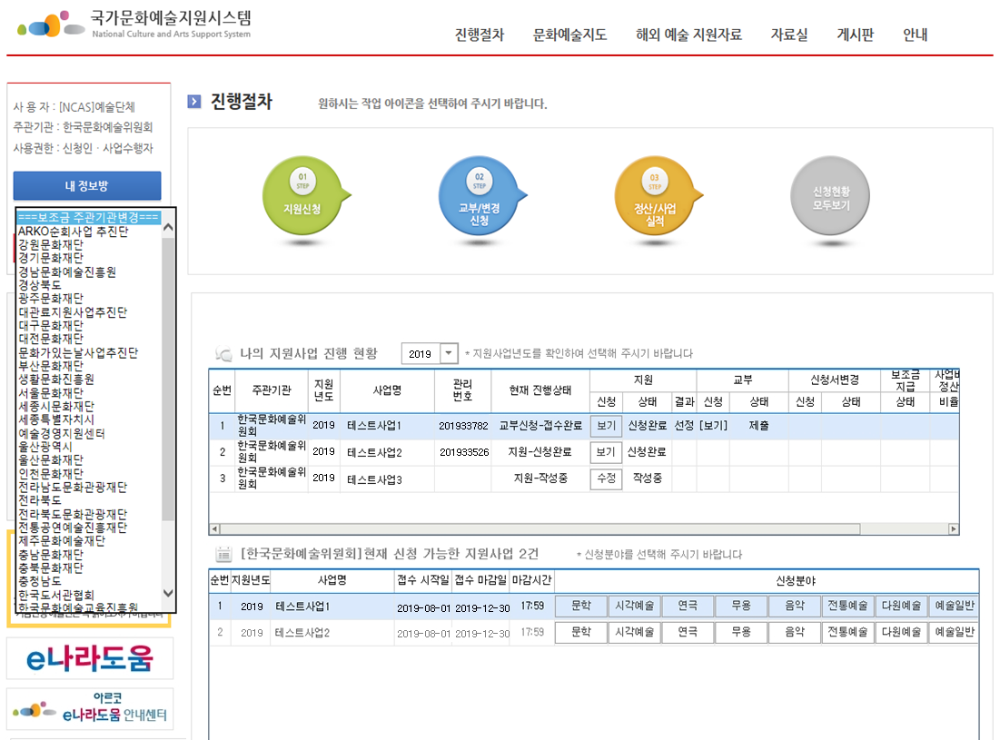 국가문화예술지원시스템
National Culture and Arts Support System
진행절차 문화예술지도 해외 예술 지원자료 자료실 게시판 안내
사 용 자 : [NCAS]예술단체
주관기관 : 한국문화예술위원회
사용권한 : 신청인 · 사업수행자
내 정보방
===보조금 주관기관변경===
ARKO순회사업 추진단
강원문화재단
경기문화재단
경남문화예술진흥원
경상북도
광주문화재단
대관료지원사업추진단
대구문화재단
대전문화재단
문화가있는날사업추진단
부산문화재단
생활문화진흥원
서울문화재단
세종시문화재단
세종특별자치시
예술경영지원센터
울산광역시
울산문화재단
인천문화재단
전라남도문화관광재단
전라북도
전라북도문화관광재단
전통공연예술진흥재단
제주문화예술재단
충남문화재단
충북문화재단
충청남도
한국도서관협회
한국문화예술교육진흥원
e나라도움
아르코
e나라도움 안내센터
진행절차 원하시는 작업 아이콘을 선택하여 주시기 바랍니다.
01
STEP
지원신청
02
STEP
교부/변경
신청
03
STEP
정산/사업
실적
신청현황
모두보기
나의 지원사업 진행 현황 2019 * 지원사업년도를 확인하여 선택해 주시기 바랍니다
순번 주관기관 지원년도 사업명 관리번호 현재 진행상태 지원 교부 신청서변경 보조금지급 정산
신청 상태 결과 신청 상태 신청 상태 상태 비율
1 한국문화예술위원회 2019 테스트사업1 201933782 교부신청-접수완료 보기 신청완료 선정 [보기] 제출
2 한국문화예술위원회 2019 테스트사업2 201933526 지원-신청완료 보기 신청완료
3 한국문화예술위원회 2019 테스트사업3 지원-작성중 수정 작성중
[한국문화예술위원회]현재 신청 가능한 지원사업 2건 * 신청분야를 선택해 주시기 바랍니다
순번 지원년도 사업명 접수 시작일 접수 마감일 마감시간 신청분야
1 2019 테스트사업1 2019-08-01 2019-12-30 17:59 문학 시각예술 연극 무용 음악 전통예술 다원예술 예술일반
2 2019 테스트사업2 2019-08-01 2019-12-30 17:59 문학 시각예술 연극 무용 음악 전통예술 다원예술 예술일반